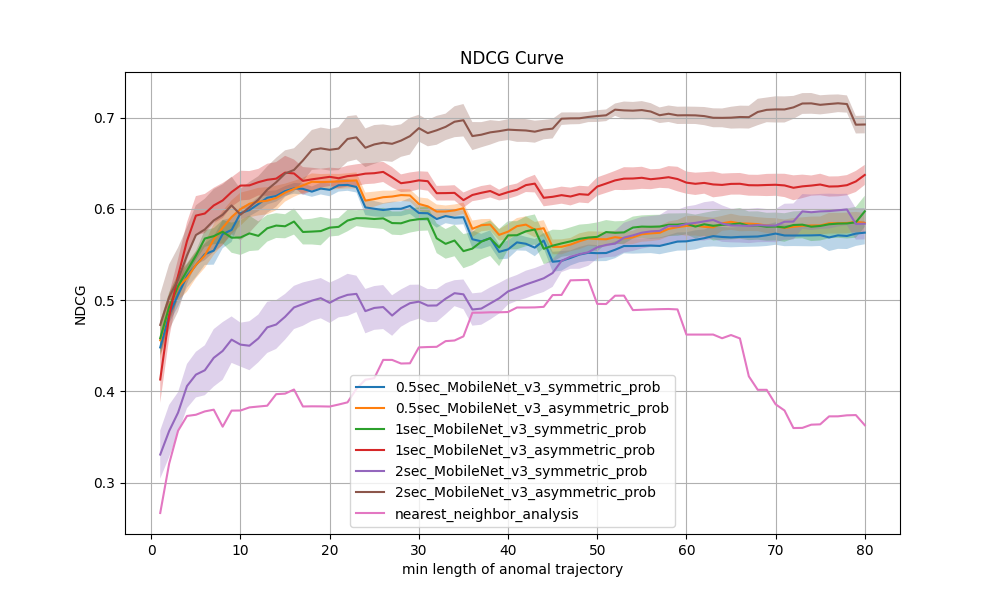 NDCG Curve
NDCG
0.7
0.6
0.5
0.4
0.3
0.5sec_MobileNet_v3_symmetric_prob
0.5sec_MobileNet_v3_asymmetric_prob
1sec_MobileNet_v3_symmetric_prob
1sec_MobileNet_v3_asymmetric_prob
2sec_MobileNet_v3_symmetric_prob
2sec_MobileNet_v3_asymmetric_prob
nearest_neighbor_analysis
0 10 20 30 40 50 60 70 80
min length of anomal trajectory